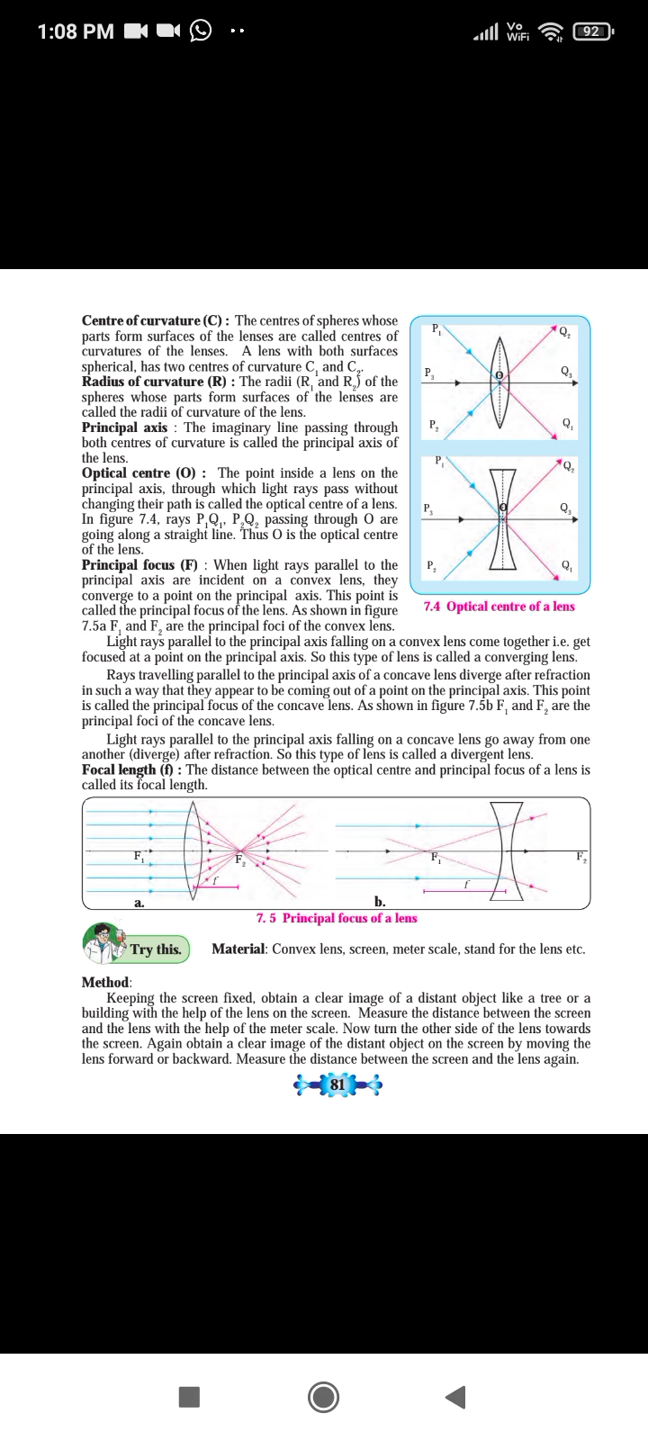 1:08 PM
Vo
WiFi
92
Centre of curvature (C) : The centres of spheres whose
parts form surfaces of the lenses are called centres of
curvatures of the lenses. A lens with both surfaces
spherical, has two centres of curvature C₁ and C₂.
Radius of curvature (R) : The radii (R₁ and R₂) of the
spheres whose parts form surfaces of the lenses are
called the radii of curvature of the lens.
Principal axis : The imaginary line passing through
both centres of curvature is called the principal axis of
the lens.
Optical centre (O) : The point inside a lens on the
principal axis, through which light rays pass without
changing their path is called the optical centre of a lens.
In figure 7.4, rays P₁Q₁, P₂Q₂ passing through O are
going along a straight line. Thus O is the optical centre
of the lens.
Principal focus (F) : When light rays parallel to the
principal axis are incident on a convex lens, they
converge to a point on the principal axis. This point is
called the principal focus of the lens. As shown in figure
7.5a F₁ and F₂ are the principal foci of the convex lens.
P₁ Q₂
P₃ O Q₃
P₂ Q₁
P₁ Q₂
P₃ O Q₃
P₂ Q₁
7.4 Optical centre of a lens
Light rays parallel to the principal axis falling on a convex lens come together i.e. get
focused at a point on the principal axis. So this type of lens is called a converging lens.
Rays travelling parallel to the principal axis of a concave lens diverge after refraction
in such a way that they appear to be coming out of a point on the principal axis. This point
is called the principal focus of the concave lens. As shown in figure 7.5b F₁ and F₂ are the
principal foci of the concave lens.
Light rays parallel to the principal axis falling on a concave lens go away from one
another (diverge) after refraction. So this type of lens is called a divergent lens.
Focal length (f) : The distance between the optical centre and principal focus of a lens is
called its focal length.
F₁ F₂ F₁ F₂
f f
a. b.
7. 5 Principal focus of a lens
Try this. Material: Convex lens, screen, meter scale, stand for the lens etc.
Method:
Keeping the screen fixed, obtain a clear image of a distant object like a tree or a
building with the help of the lens on the screen. Measure the distance between the screen
and the lens with the help of the meter scale. Now turn the other side of the lens towards
the screen. Again obtain a clear image of the distant object on the screen by moving the
lens forward or backward. Measure the distance between the screen and the lens again.
81